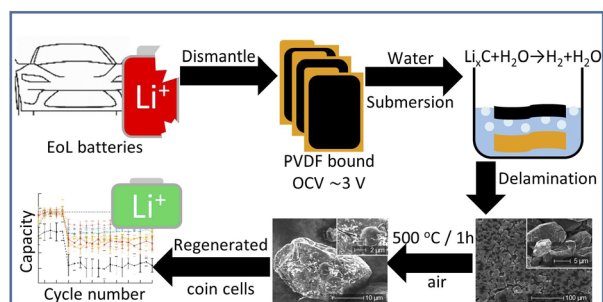 Dismantle
Water
LiₓC+H₂O→H₂+H₂O
Li⁺
Submersion
EoL batteries
PVDF bound
OCV ~3 V
Delamination
Li⁺
Capacity
Regenerated
coin cells
Cycle number
2 µm
10 µm
500 °C / 1h
air
5 µm
100 µm